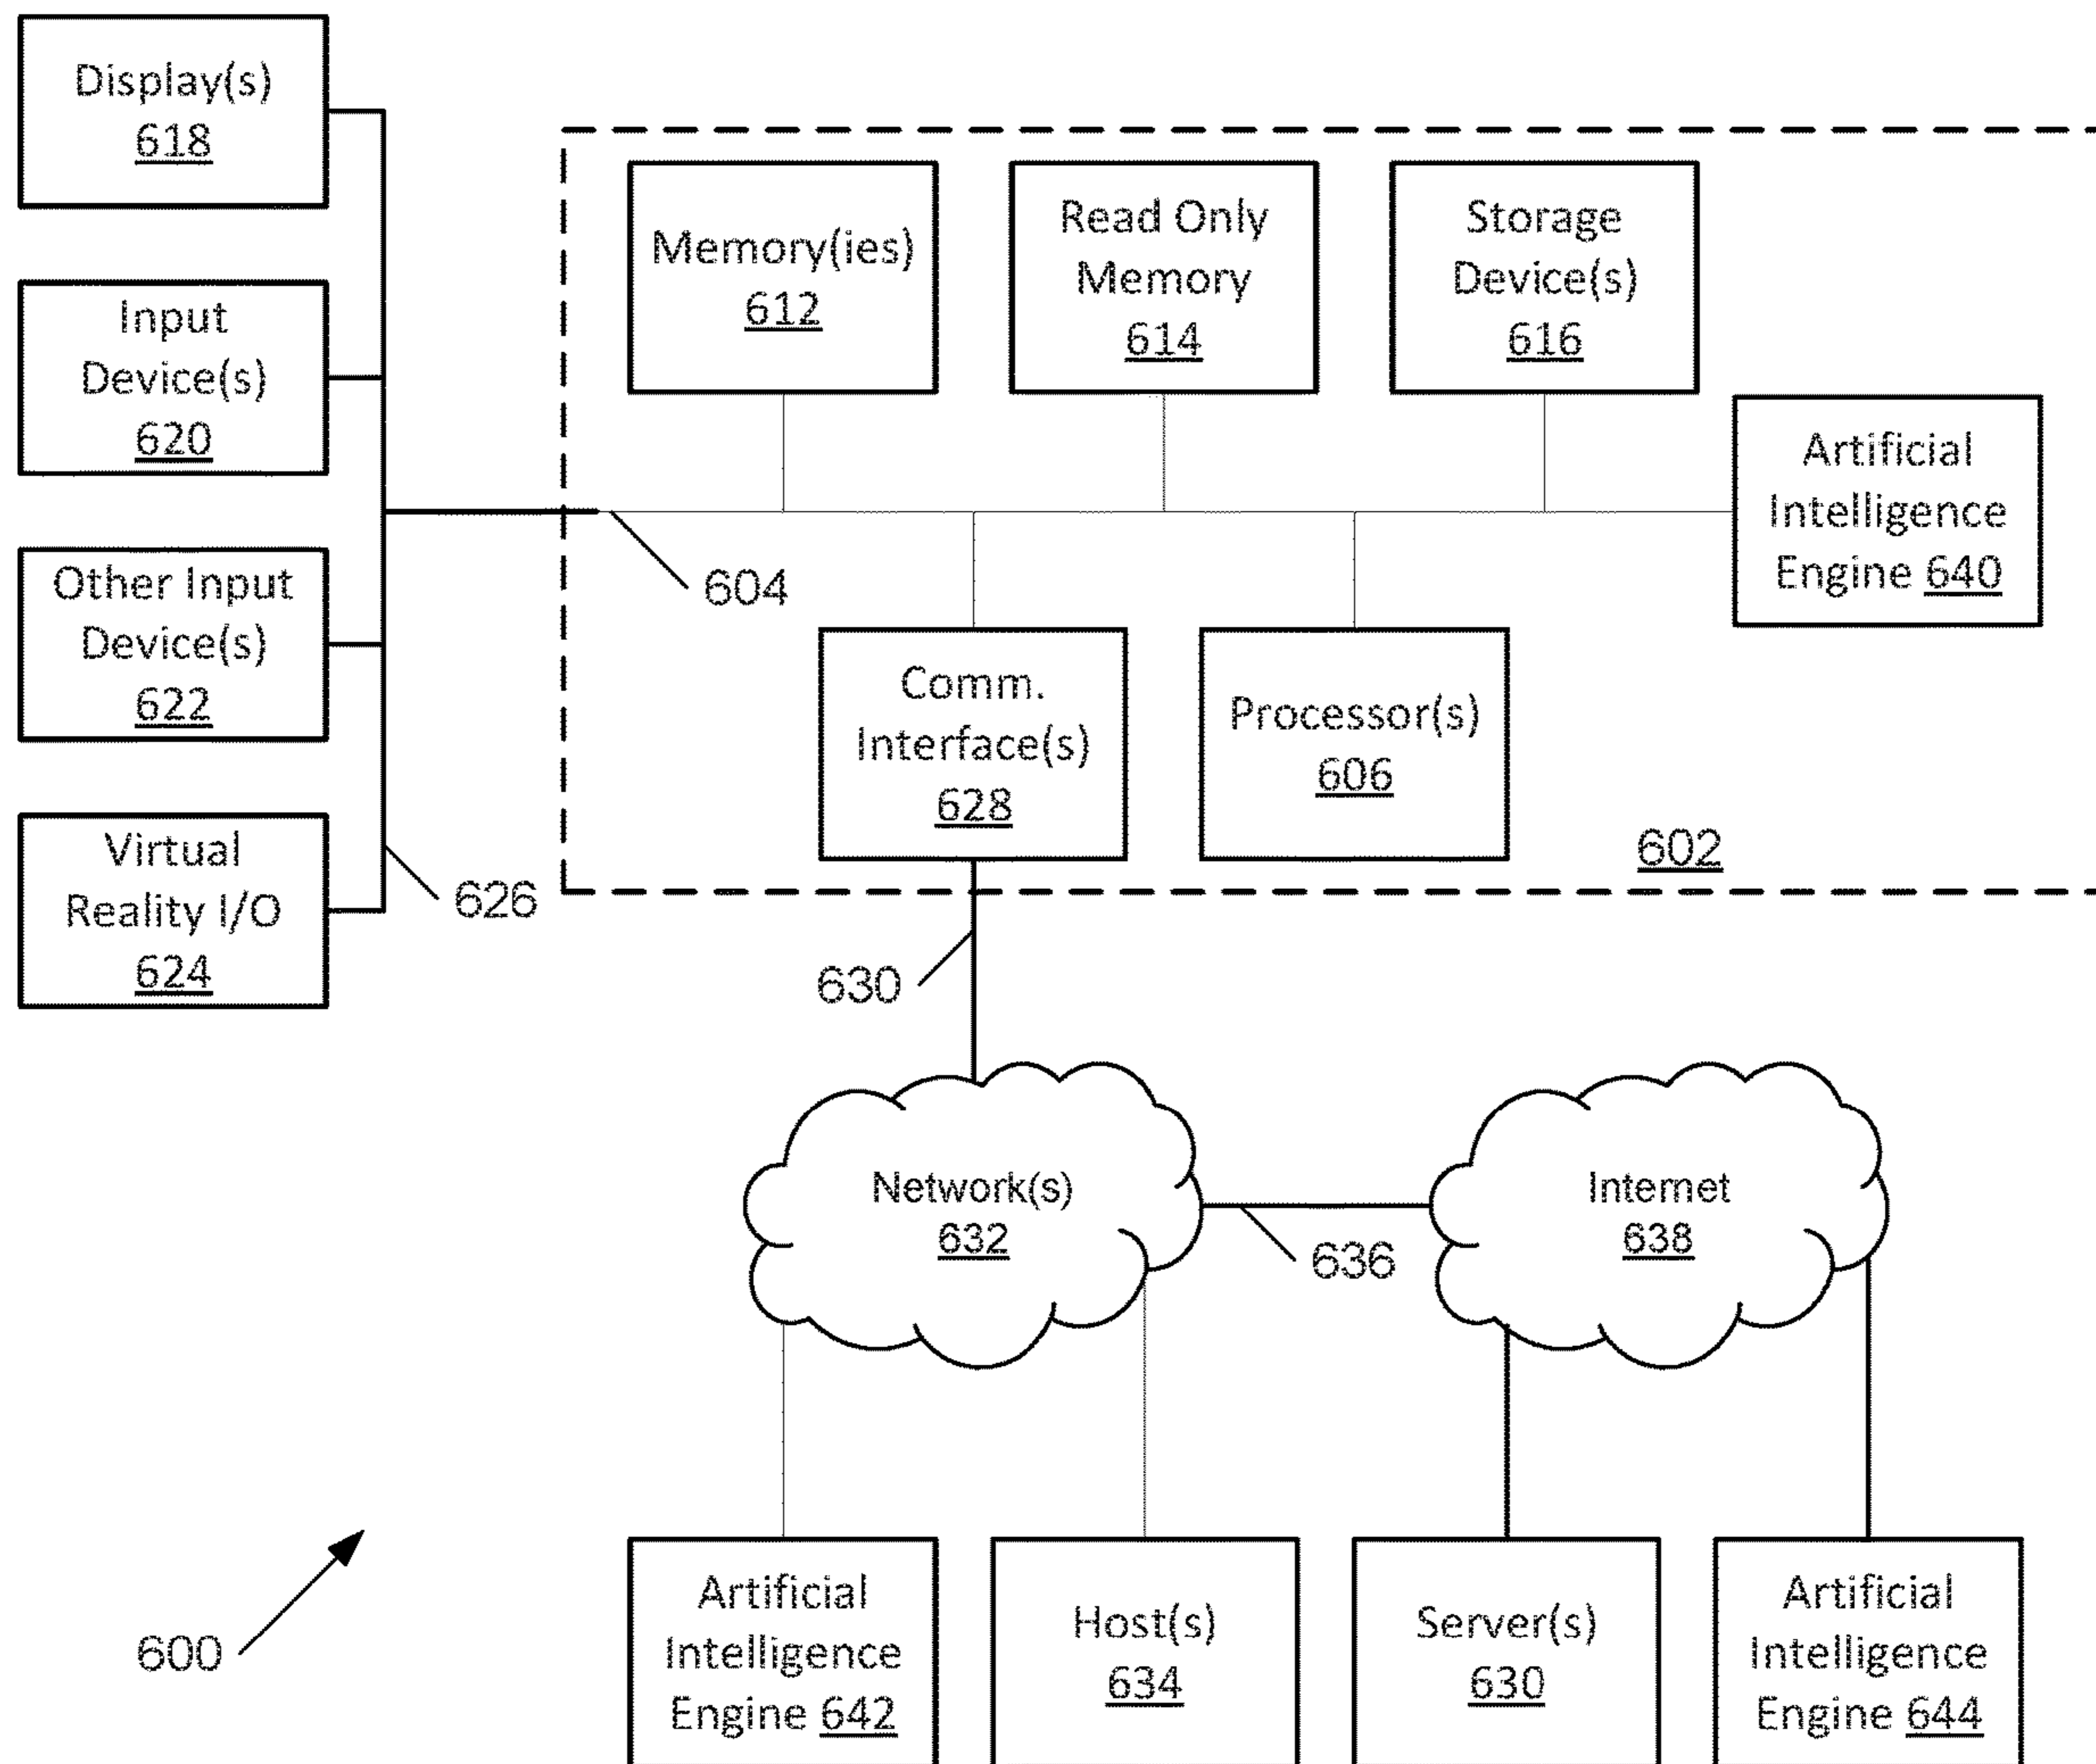 Display(s)
618
Input
Device(s)
620
Other Input
Device(s)
622
Virtual
Reality I/O
624
626
Memory(ies)
612
Read Only
Memory
614
Storage
Device(s)
616
Artificial
Intelligence
Engine 640
604
Comm.
Interface(s)
628
Processor(s)
606
602
630
Network(s)
632
636
Internet
638
600
Artificial
Intelligence
Engine 642
Host(s)
634
Server(s)
630
Artificial
Intelligence
Engine 644